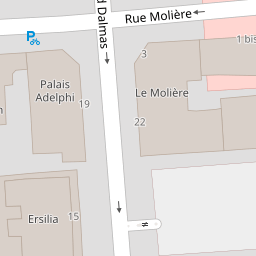 Rue Molière
d Dalmas
3
1 bis
Palais
Adelphi
19
Le Molière
22
n
Ersilia
15